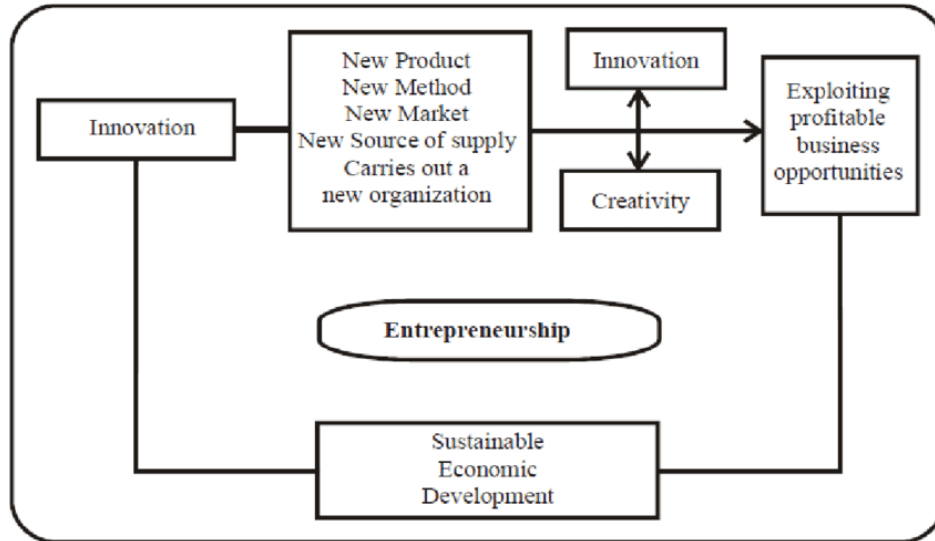 Innovation
New Product
New Method
New Market
New Source of supply
Carries out a
new organization
Innovation
Creativity
Exploiting
profitable
business
opportunities
Entrepreneurship
Sustainable
Economic
Development